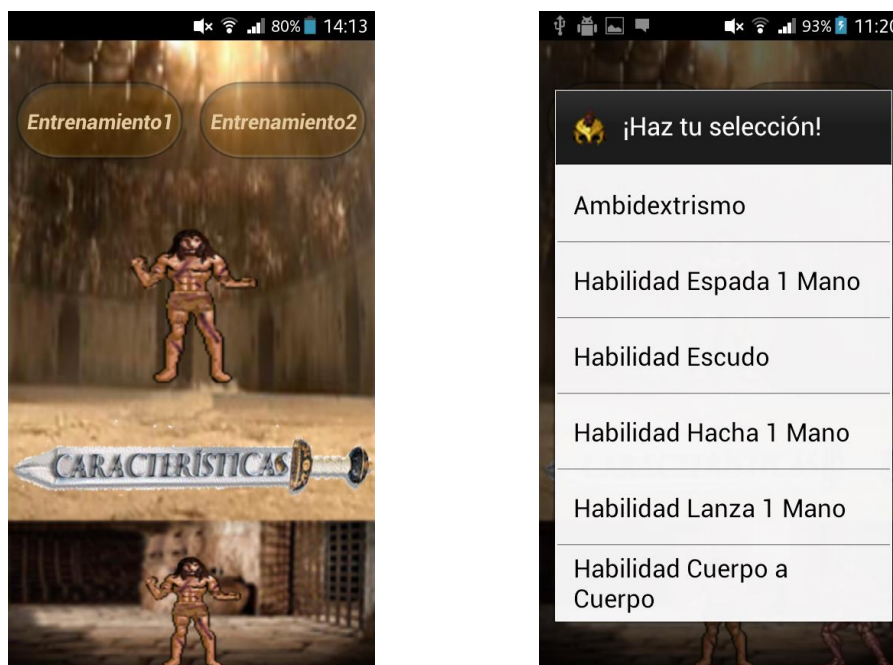 80% 14:13
Entrenamiento1 Entrenamiento2
CARACTERÍSTICAS
93% 11:20
¡Haz tu selección!
Ambidextrismo
Habilidad Espada 1 Mano
Habilidad Escudo
Habilidad Hacha 1 Mano
Habilidad Lanza 1 Mano
Habilidad Cuerpo a
Cuerpo